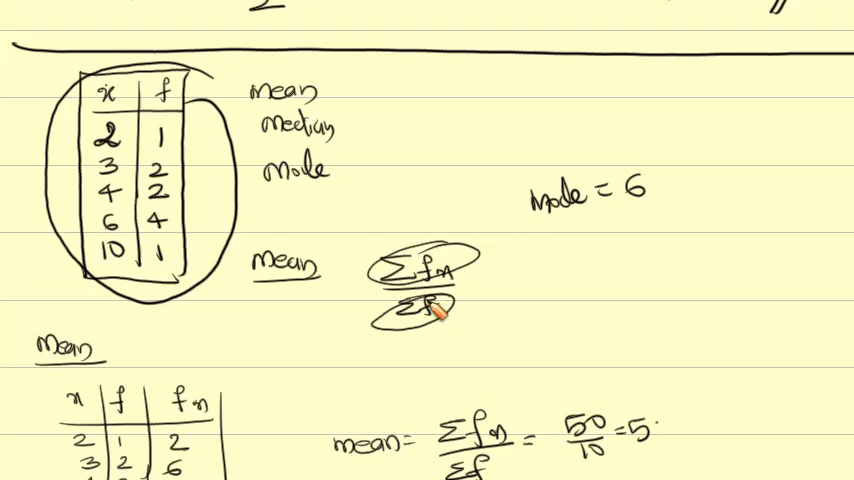 x f
mean
2 1
median
3 2
mode
4 2
mode = 6
6 4
10 1
mean Σfx
Σf
mean
x f fx
2 1 2
mean = Σfx = 50 = 5
Σf 10
3 2 6